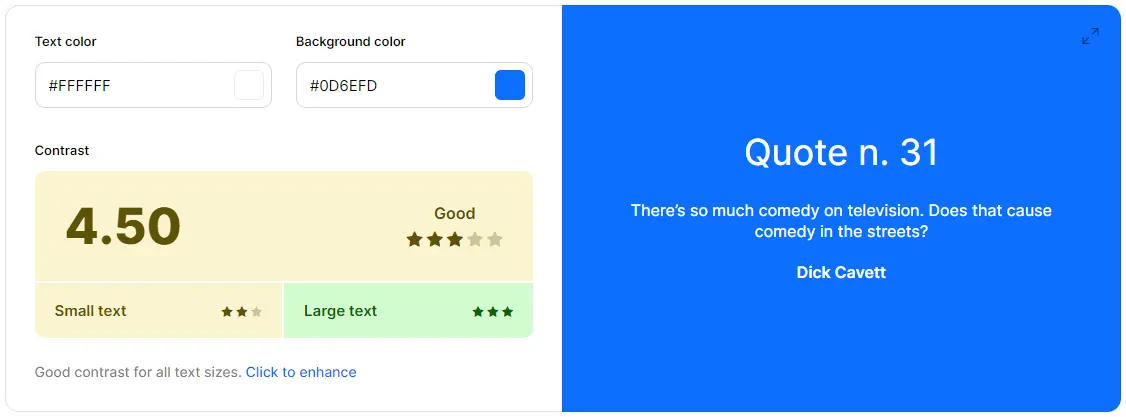 Text color
Background color
#FFFFFF
#0D6EFD
Contrast
4.50
Good
Small text
Large text
Good contrast for all text sizes. Click to enhance
Quote n. 31
There’s so much comedy on television. Does that cause
comedy in the streets?
Dick Cavett